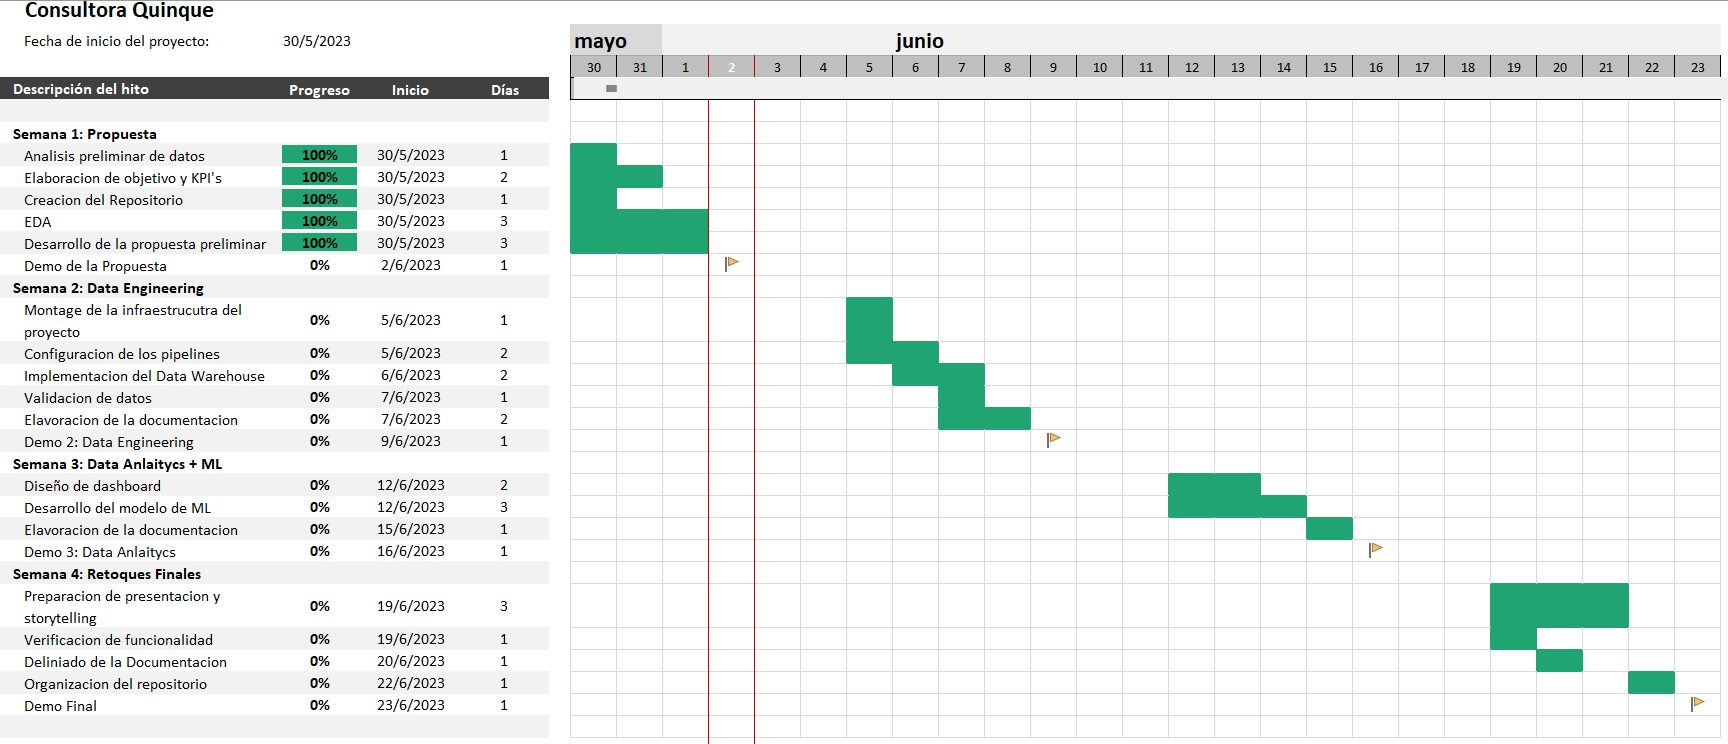 Consultora Quinque
Fecha de inicio del proyecto: 30/5/2023
mayo junio
30 31 1 2 3 4 5 6 7 8 9 10 11 12 13 14 15 16 17 18 19 20 21 22 23
Descripción del hito Progreso Inicio Días
Semana 1: Propuesta
Analisis preliminar de datos 100% 30/5/2023 1
Elaboracion de objetivo y KPI's 100% 30/5/2023 2
Creacion del Repositorio 100% 30/5/2023 1
EDA 100% 30/5/2023 3
Desarrollo de la propuesta preliminar 100% 30/5/2023 3
Demo de la Propuesta 0% 2/6/2023 1
Semana 2: Data Engineering
Montage de la infraestrucutra del
proyecto 0% 5/6/2023 1
Configuracion de los pipelines 0% 5/6/2023 2
Implementacion del Data Warehouse 0% 6/6/2023 2
Validacion de datos 0% 7/6/2023 1
Elavoracion de la documentacion 0% 7/6/2023 2
Demo 2: Data Engineering 0% 9/6/2023 1
Semana 3: Data Anlaitycs + ML
Diseño de dashboard 0% 12/6/2023 2
Desarrollo del modelo de ML 0% 12/6/2023 3
Elavoracion de la documentacion 0% 15/6/2023 1
Demo 3: Data Anlaitycs 0% 16/6/2023 1
Semana 4: Retoques Finales
Preparacion de presentacion y
storytelling 0% 19/6/2023 3
Verificacion de funcionalidad 0% 19/6/2023 1
Deliniado de la Documentacion 0% 20/6/2023 1
Organizacion del repositorio 0% 22/6/2023 1
Demo Final 0% 23/6/2023 1